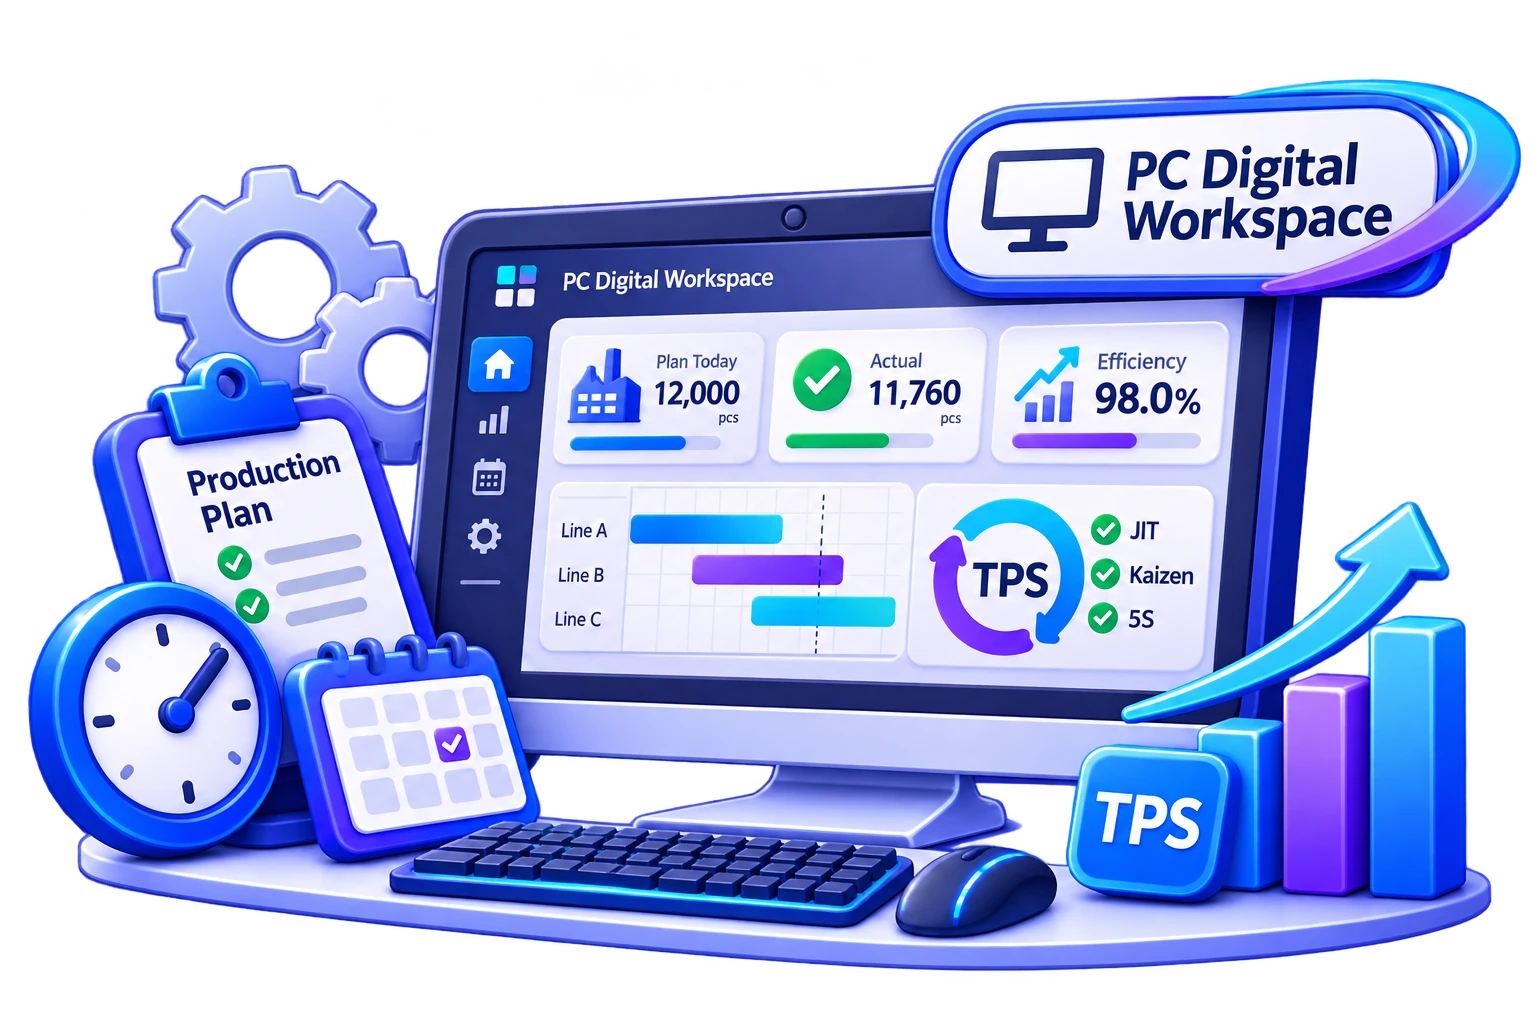 PC Digital
Workspace
PC Digital Workspace
Plan Today
12,000
pcs
Actual
11,760
pcs
Efficiency
98.0%
Production
Plan
Line A
Line B
Line C
TPS
JIT
Kaizen
5S
TPS